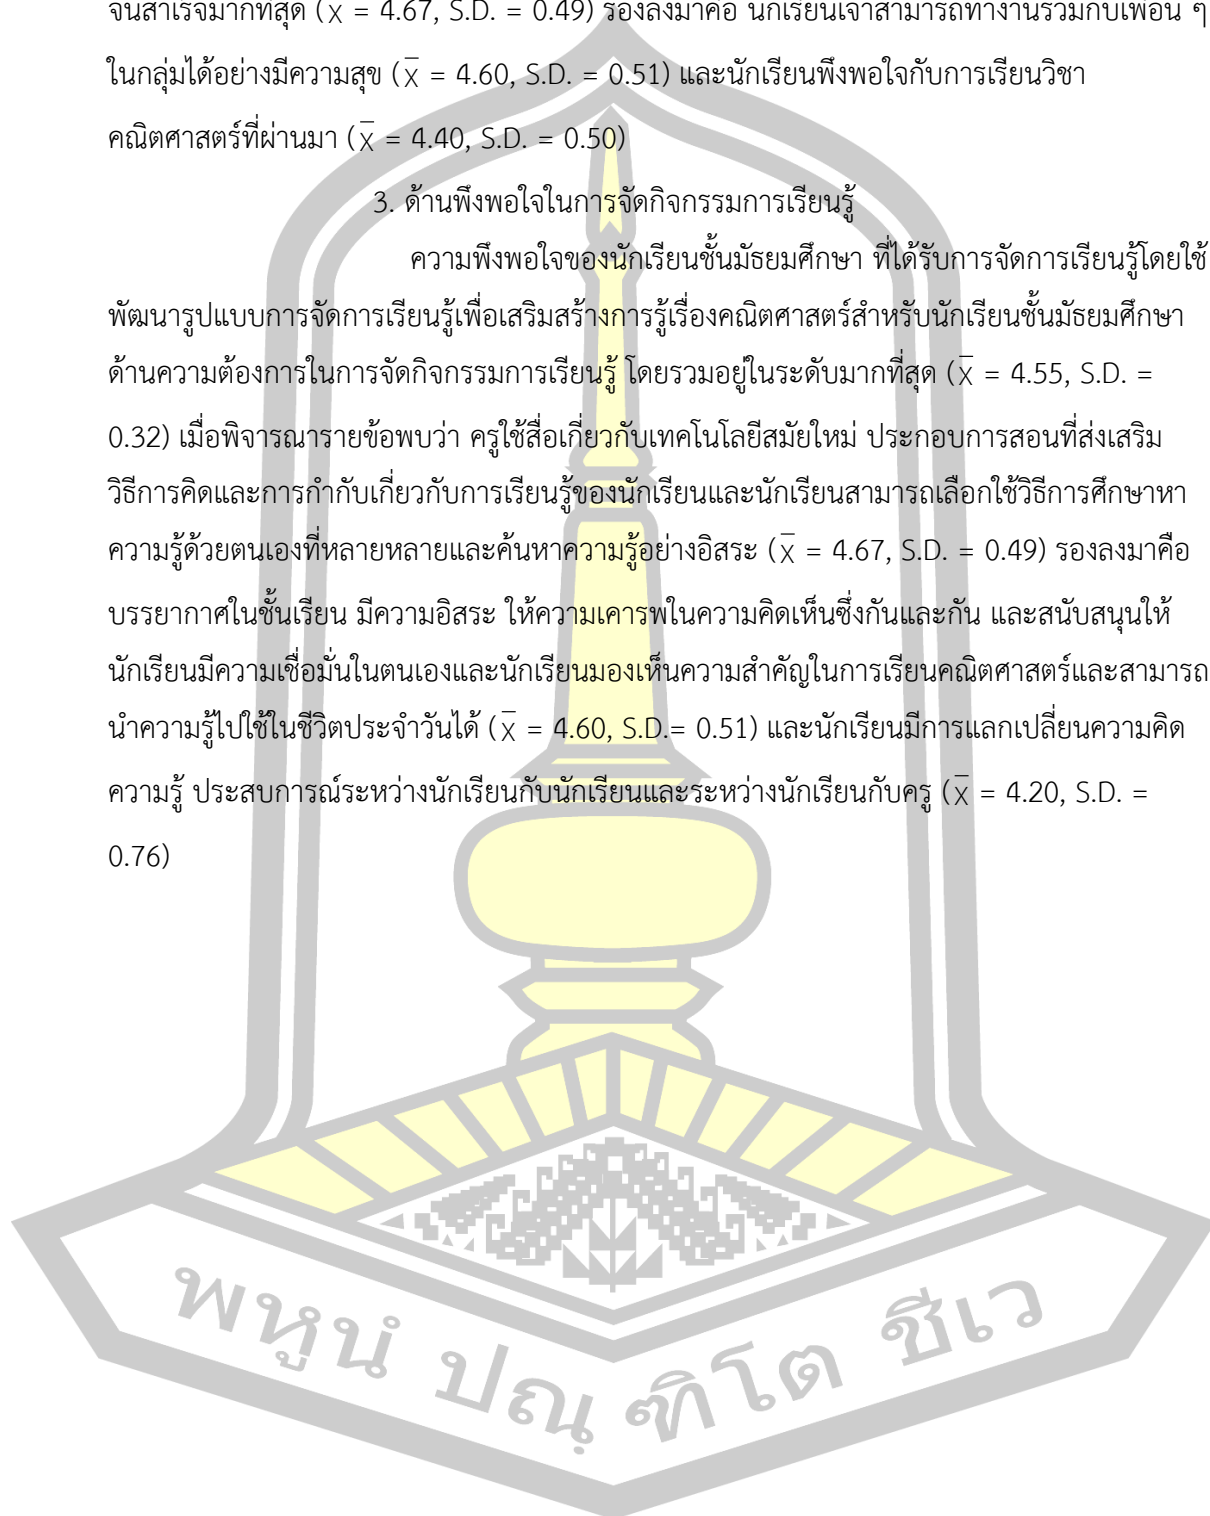 จนสำเร็จมากที่สุด (x̄ = 4.67, S.D. = 0.49) รองลงมาคือ นักเรียนเจ้าสามารถทำงานร่วมกับเพื่อน ๆ
ในกลุ่มได้อย่างมีความสุข (x̄ = 4.60, S.D. = 0.51) และนักเรียนพึงพอใจกับการเรียนวิชา
คณิตศาสตร์ที่ผ่านมา (x̄ = 4.40, S.D. = 0.50)
3. ด้านพึงพอใจในการจัดกิจกรรมการเรียนรู้
ความพึงพอใจของนักเรียนชั้นมัธยมศึกษา ที่ได้รับการจัดการเรียนรู้โดยใช้
พัฒนารูปแบบการจัดการเรียนรู้เพื่อเสริมสร้างการรู้เรื่องคณิตศาสตร์สำหรับนักเรียนชั้นมัธยมศึกษา
ด้านความต้องการในการจัดกิจกรรมการเรียนรู้ โดยรวมอยู่ในระดับมากที่สุด (x̄ = 4.55, S.D. =
0.32) เมื่อพิจารณารายข้อพบว่า ครูใช้สื่อเกี่ยวกับเทคโนโลยีสมัยใหม่ ประกอบการสอนที่ส่งเสริม
วิธีการคิดและการกำกับเกี่ยวกับการเรียนรู้ของนักเรียนและนักเรียนสามารถเลือกใช้วิธีการศึกษาหา
ความรู้ด้วยตนเองที่หลายหลายและค้นหาความรู้อย่างอิสระ (x̄ = 4.67, S.D. = 0.49) รองลงมาคือ
บรรยากาศในชั้นเรียน มีความอิสระ ให้ความเคารพในความคิดเห็นซึ่งกันและกัน และสนับสนุนให้
นักเรียนมีความเชื่อมั่นในตนเองและนักเรียนมองเห็นความสำคัญในการเรียนคณิตศาสตร์และสามารถ
นำความรู้ไปใช้ในชีวิตประจำวันได้ (x̄ = 4.60, S.D.= 0.51) และนักเรียนมีการแลกเปลี่ยนความคิด
ความรู้ ประสบการณ์ระหว่างนักเรียนกับนักเรียนและระหว่างนักเรียนกับครู (x̄ = 4.20, S.D. =
0.76)
พหูนํ ปณฺฑิโต ชีเว